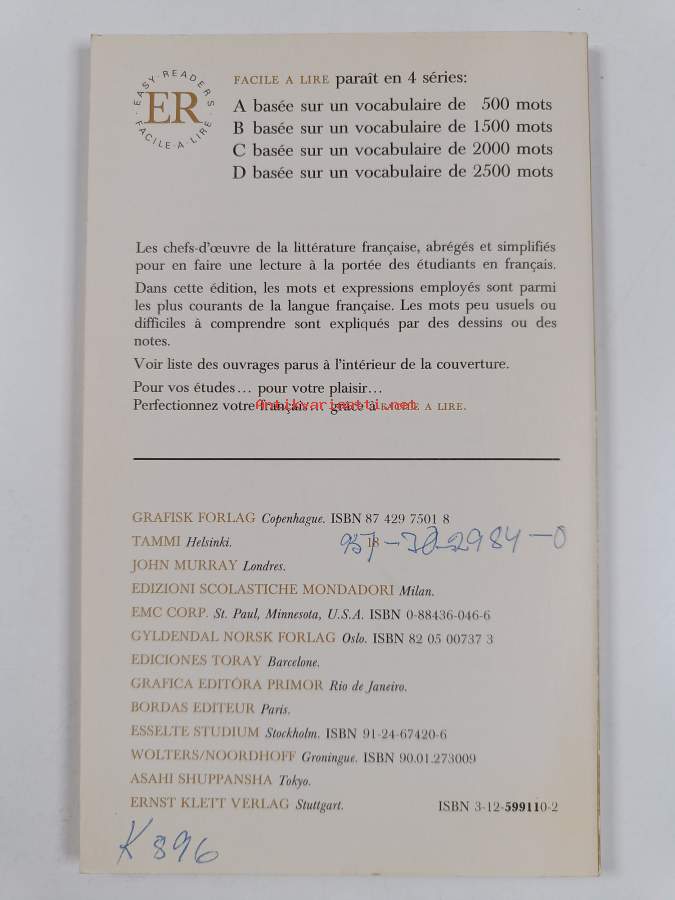 EASY · READERS
ER
FACILE · A · LIRE
FACILE A LIRE paraît en 4 séries:
A basée sur un vocabulaire de 500 mots
B basée sur un vocabulaire de 1500 mots
C basée sur un vocabulaire de 2000 mots
D basée sur un vocabulaire de 2500 mots
Les chefs-d'œuvre de la littérature française, abrégés et simplifiés
pour en faire une lecture à la portée des étudiants en français.
Dans cette édition, les mots et expressions employés sont parmi
les plus courants de la langue française. Les mots peu usuels ou
difficiles à comprendre sont expliqués par des dessins ou des
notes.
Voir liste des ouvrages parus à l'intérieur de la couverture.
Pour vos études... pour votre plaisir...
Perfectionnez votre français... grâce à FACILE A LIRE.
Antikvariaatti.net
GRAFISK FORLAG Copenhague. ISBN 87 429 7501 8
TAMMI Helsinki. 18
JOHN MURRAY Londres.
EDIZIONI SCOLASTICHE MONDADORI Milan.
EMC CORP. St. Paul, Minnesota, U.S.A. ISBN 0-88436-046-6
GYLDENDAL NORSK FORLAG Oslo. ISBN 82 05 00737 3
EDICIONES TORAY Barcelone.
GRAFICA EDITÓRA PRIMOR Rio de Janeiro.
BORDAS EDITEUR Paris.
ESSELTE STUDIUM Stockholm. ISBN 91-24-67420-6
WOLTERS/NOORDHOFF Groningue. ISBN 90.01.273009
ASAHI SHUPPANSHA Tokyo.
ERNST KLETT VERLAG Stuttgart. ISBN 3-12-599110-2
K 896